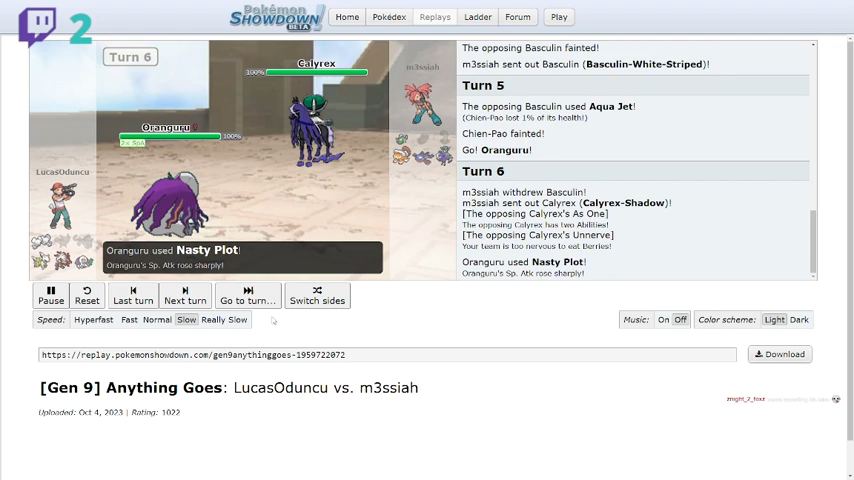 2
Pokémon
SHOWDOWN!
BETA
Home
Pokédex
Replays
Ladder
Forum
Play
Turn 6
Calyrex
100%
m3ssiah
Oranguru
100%
2x SpA
LucasOduncu
Oranguru used Nasty Plot!
Oranguru's Sp. Atk rose sharply!
The opposing Basculin fainted!
m3ssiah sent out Basculin (Basculin-White-Striped)!
Turn 5
The opposing Basculin used Aqua Jet!
(Chien-Pao lost 1% of its health!)
Chien-Pao fainted!
Go! Oranguru!
Turn 6
m3ssiah withdrew Basculin!
m3ssiah sent out Calyrex (Calyrex-Shadow)!
[The opposing Calyrex's As One]
The opposing Calyrex has two Abilities!
[The opposing Calyrex's Unnerve]
Your team is too nervous to eat Berries!
Oranguru used Nasty Plot!
Oranguru's Sp. Atk rose sharply!
Pause
Reset
Last turn
Next turn
Go to turn...
Switch sides
Speed: Hyperfast Fast Normal Slow Really Slow
Music: On Off
Color scheme: Light Dark
https://replay.pokemonshowdown.com/gen9anythinggoes-1959722072
Download
[Gen 9] Anything Goes: LucasOduncu vs. m3ssiah
Uploaded: Oct 4, 2023 | Rating: 1022